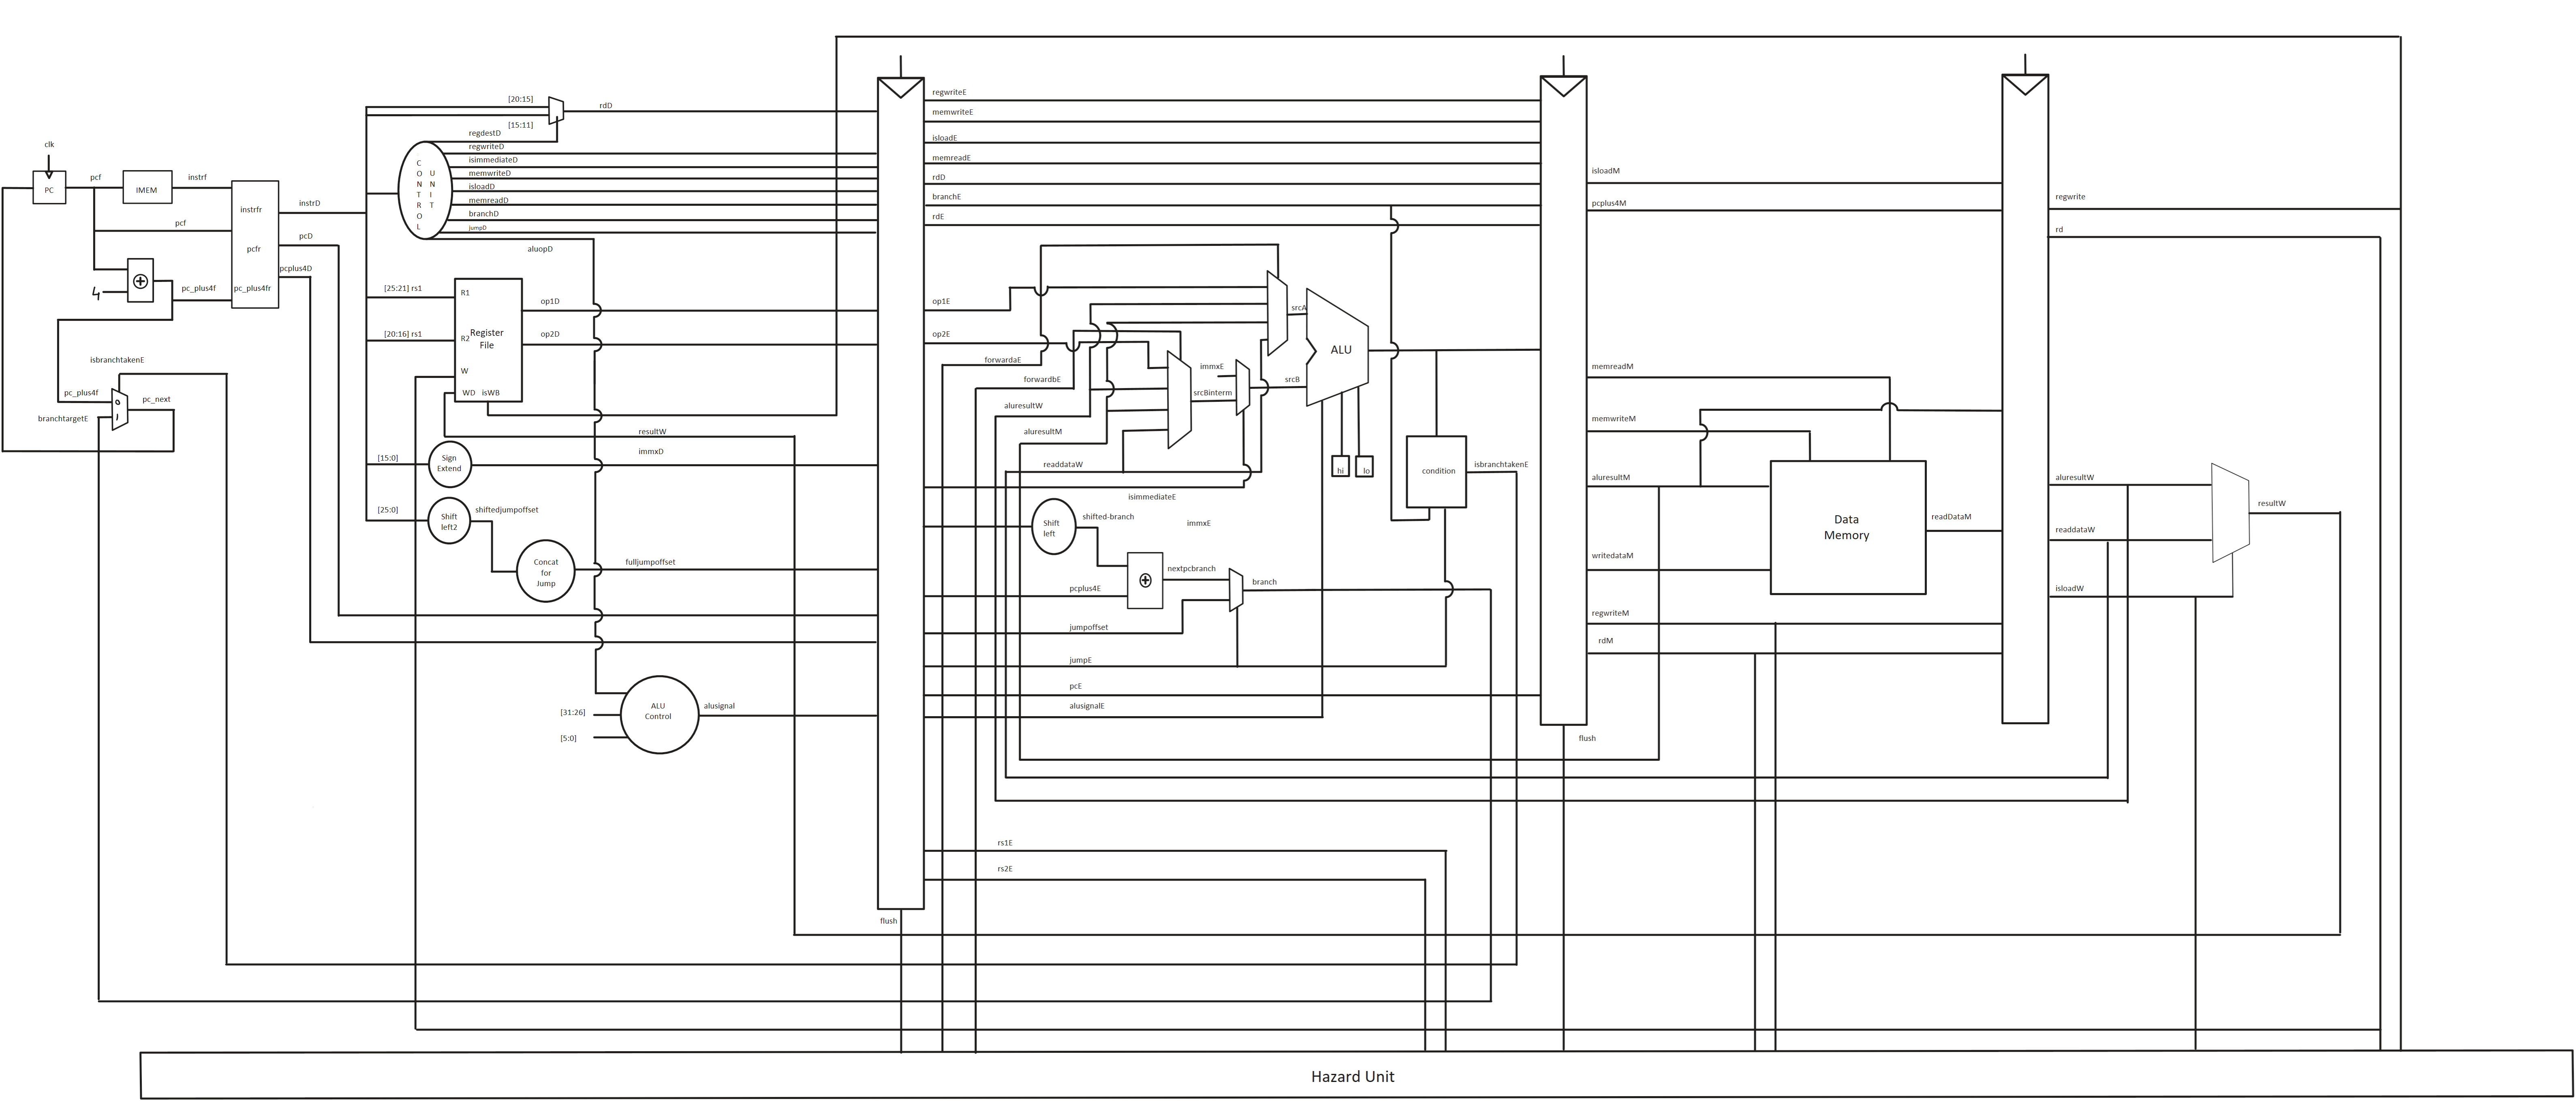 clk
PC
pcf
IMEM
instrf
pcf
4
+
pc_plus4f
instrfr
pcfr
pc_plus4fr
isbranchtakenE
pc_plus4f
branchtargetE
0
1
pc_next
instrD
pcD
pcplus4D
[20:15]
[15:11]
rdD
CONTROL UNIT
regdestD
regwriteD
isimmediateD
memwriteD
isloadD
memreadD
branchD
jumpD
aluopD
[25:21] rs1
[20:16] rs1
R1
R2
Register
File
W
WD isWB
op1D
op2D
resultW
[15:0]
Sign
Extend
immxD
[25:0]
Shift
left2
shiftedjumpoffset
Concat
for
Jump
fulljumpoffset
[31:26]
[5:0]
ALU
Control
alusignal
flush
regwriteE
memwriteE
isloadE
memreadE
rdD
branchE
rdE
op1E
op2E
forwardaE
forwardbE
aluresultW
aluresultM
readdataW
isimmediateE
immxE
srcBinterm
srcA
srcB
ALU
hi
lo
condition
isbranchtakenE
Shift
left
shifted-branch
immxE
+
nextpcbranch
branch
pcplus4E
jumpoffset
jumpE
pcE
alusignalE
rs1E
rs2E
isloadM
pcplus4M
memreadM
memwriteM
aluresultM
writedataM
regwriteM
rdM
flush
Data
Memory
readDataM
regwrite
rd
aluresultW
readdataW
isloadW
resultW
Hazard Unit